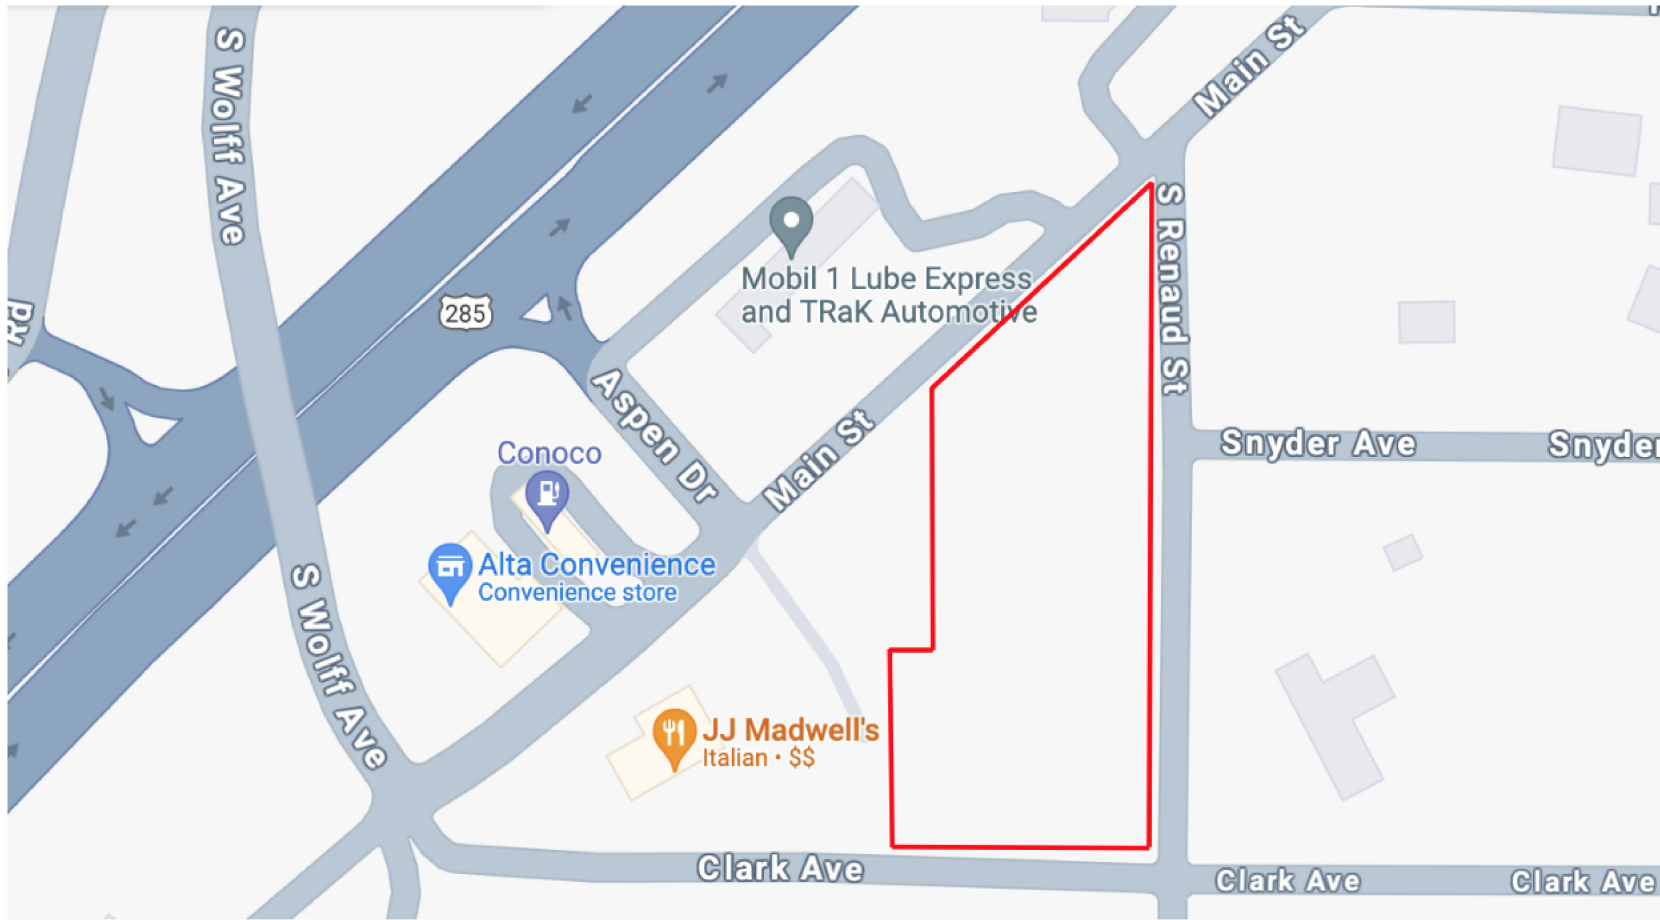 S Wolff Ave
Main St
S Renaud St
285
Mobil 1 Lube Express
and TRaK Automotive
Rd
Aspen Dr
Main St
Snyder Ave
Snyder
Conoco
Alta Convenience
Convenience store
S Wolff Ave
JJ Madwell's
Italian · $$
Clark Ave
Clark Ave
Clark Ave